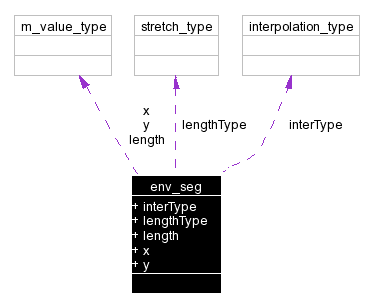 m_value_type
stretch_type
interpolation_type
x
y
length
lengthType
interType
env_seg
+ interType
+ lengthType
+ length
+ x
+ y